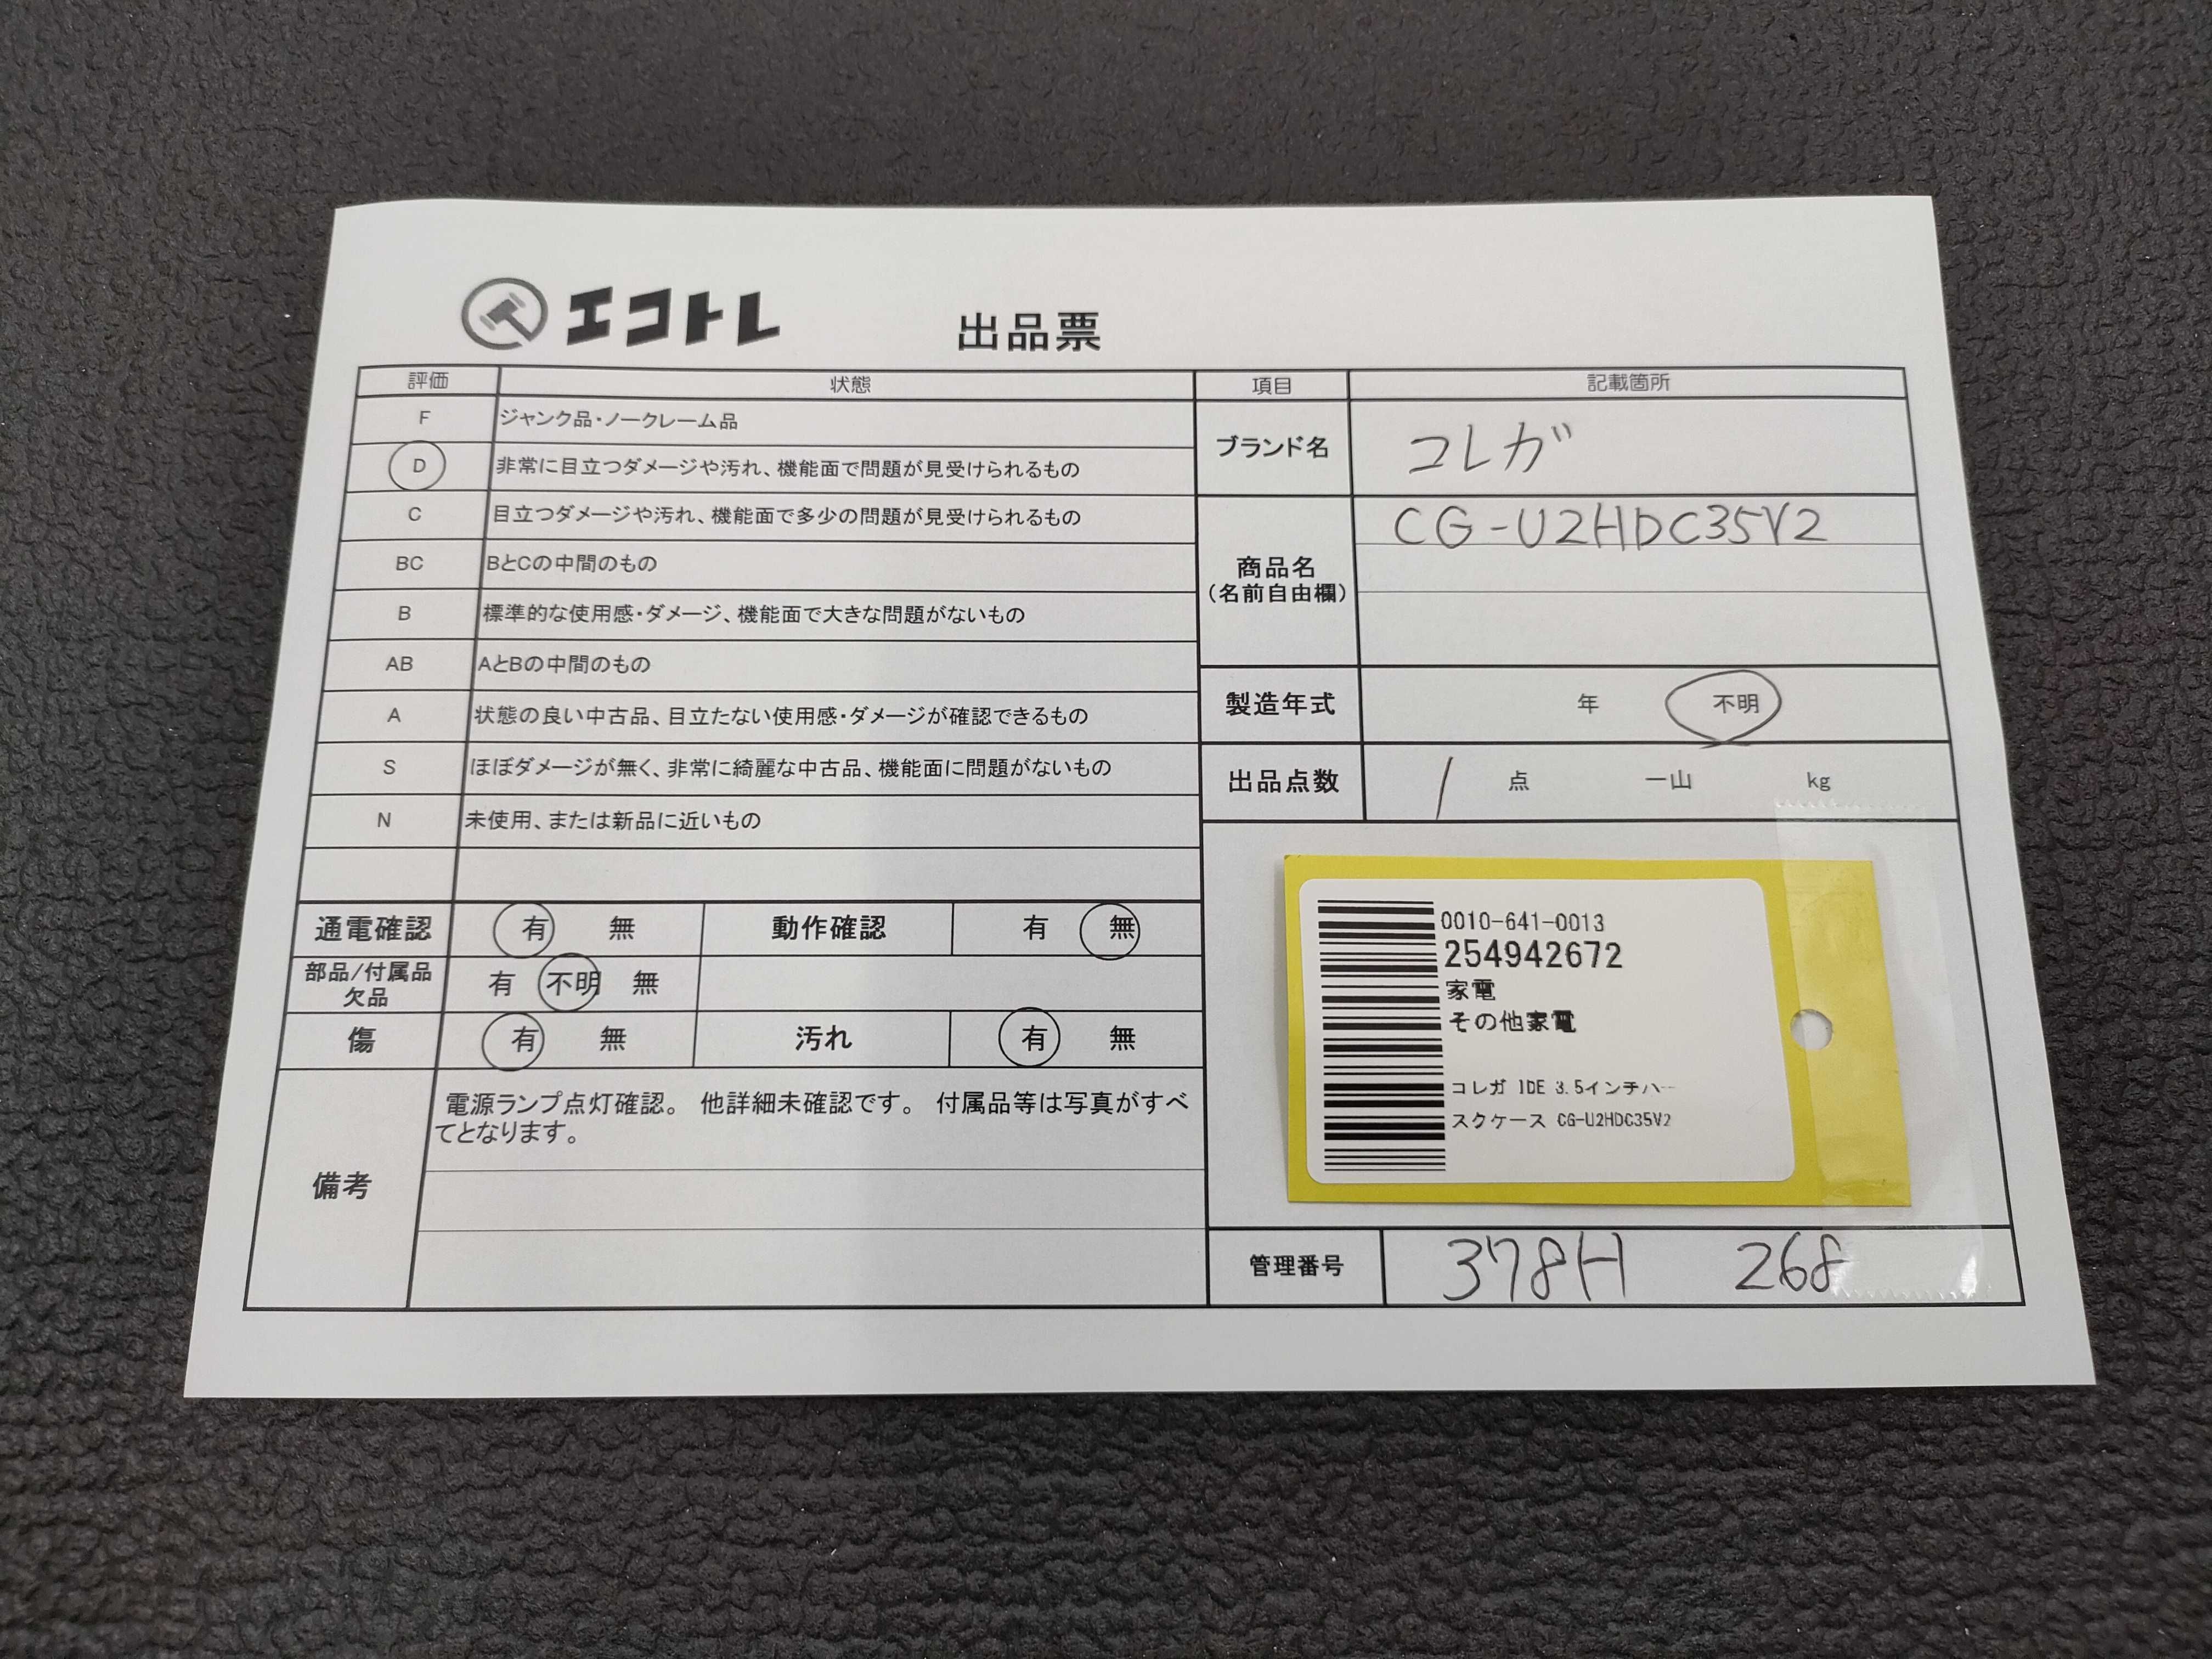 エコトレ
出品票
評価 状態
F ジャンク品・ノークレーム品
D 非常に目立つダメージや汚れ、機能面で問題が見受けられるもの
C 目立つダメージや汚れ、機能面で多少の問題が見受けられるもの
BC BとCの中間のもの
B 標準的な使用感・ダメージ、機能面で大きな問題がないもの
AB AとBの中間のもの
A 状態の良い中古品、目立たない使用感・ダメージが確認できるもの
S ほぼダメージが無く、非常に綺麗な中古品、機能面に問題がないもの
N 未使用、または新品に近いもの
通電確認 有 無 動作確認 有 無
部品/付属品
欠品 有 不明 無
傷 有 無 汚れ 有 無
備考
電源ランプ点灯確認。 他詳細未確認です。 付属品等は写真がすべ
てとなります。
項目 記載箇所
ブランド名 コレガ
商品名
(名前自由欄)
CG-U2HDC35V2
製造年式 年 不明
出品点数 1 点 一山 kg
0010-641-0013
254942672
家電
その他家電
コレガ IDE 3.5インチハー
スクケース CG-U2HDC35V2
管理番号 378H 268